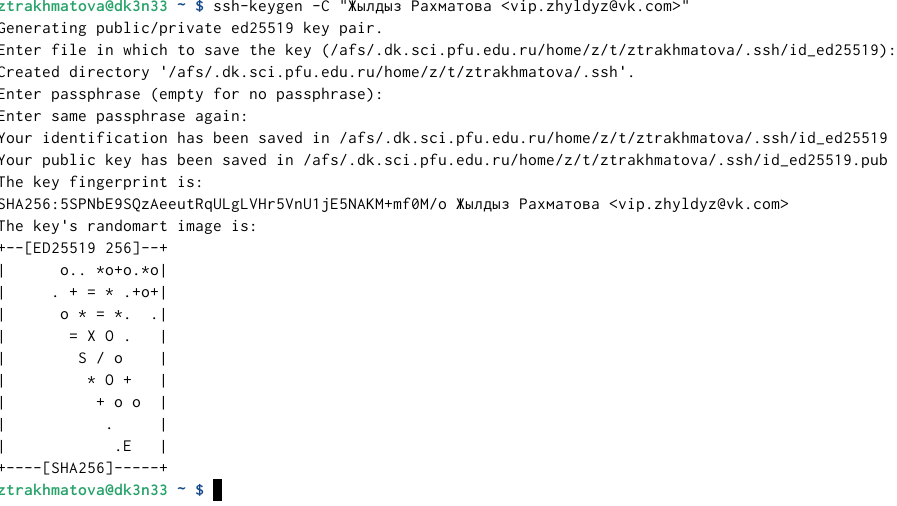 ztrakhmatova@dk3n33 ~ $ ssh-keygen -C "Жылдыз Рахматова <vip.zhyldyz@vk.com>"
Generating public/private ed25519 key pair.
Enter file in which to save the key (/afs/.dk.sci.pfu.edu.ru/home/z/t/ztrakhmatova/.ssh/id_ed25519):
Created directory '/afs/.dk.sci.pfu.edu.ru/home/z/t/ztrakhmatova/.ssh'.
Enter passphrase (empty for no passphrase):
Enter same passphrase again:
Your identification has been saved in /afs/.dk.sci.pfu.edu.ru/home/z/t/ztrakhmatova/.ssh/id_ed25519
Your public key has been saved in /afs/.dk.sci.pfu.edu.ru/home/z/t/ztrakhmatova/.ssh/id_ed25519.pub
The key fingerprint is:
SHA256:5SPNbE9SQzAeeutRqULgLVHr5VnU1jE5NAKM+mf0M/o Жылдыз Рахматова <vip.zhyldyz@vk.com>
The key's randomart image is:
+--[ED25519 256]--+
|      o.. *o+o.*o|
|     . + = * .+o+|
|      o * = *.  .|
|       = X O .   |
|        S / o    |
|         * O +   |
|          + o o  |
|           .     |
|            .E   |
+----[SHA256]-----+
ztrakhmatova@dk3n33 ~ $